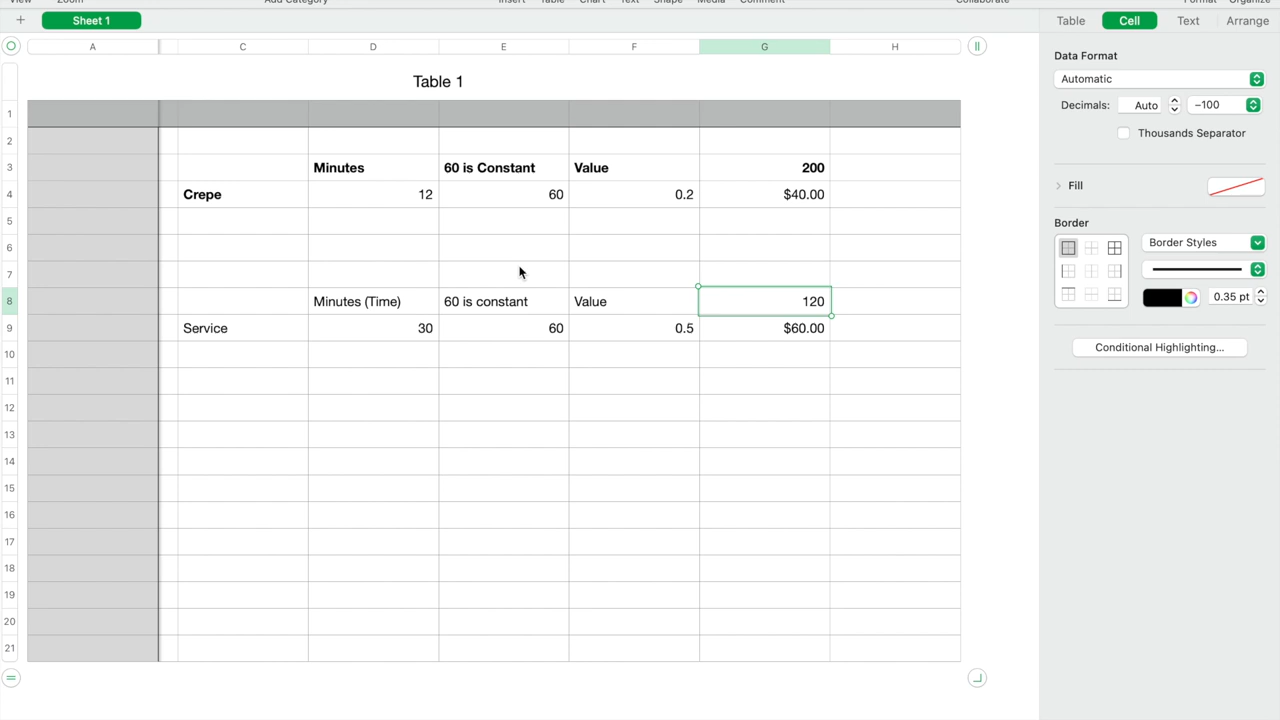 View Zoom Add Category Insert Table Chart Text Shape Media Comment Collaborate Format Organize
+ Sheet 1 Table Cell Text Arrange
A C D E F G H
Data Format
Table 1
Automatic
Decimals: Auto −100
1
Thousands Separator
2
3 Minutes 60 is Constant Value 200
Fill
4 Crepe 12 60 0.2 $40.00
5
Border
6
Border Styles
7
8 Minutes (Time) 60 is constant Value 120
0.35 pt
9 Service 30 60 0.5 $60.00
Conditional Highlighting...
10
11
12
13
14
15
16
17
18
19
20
21